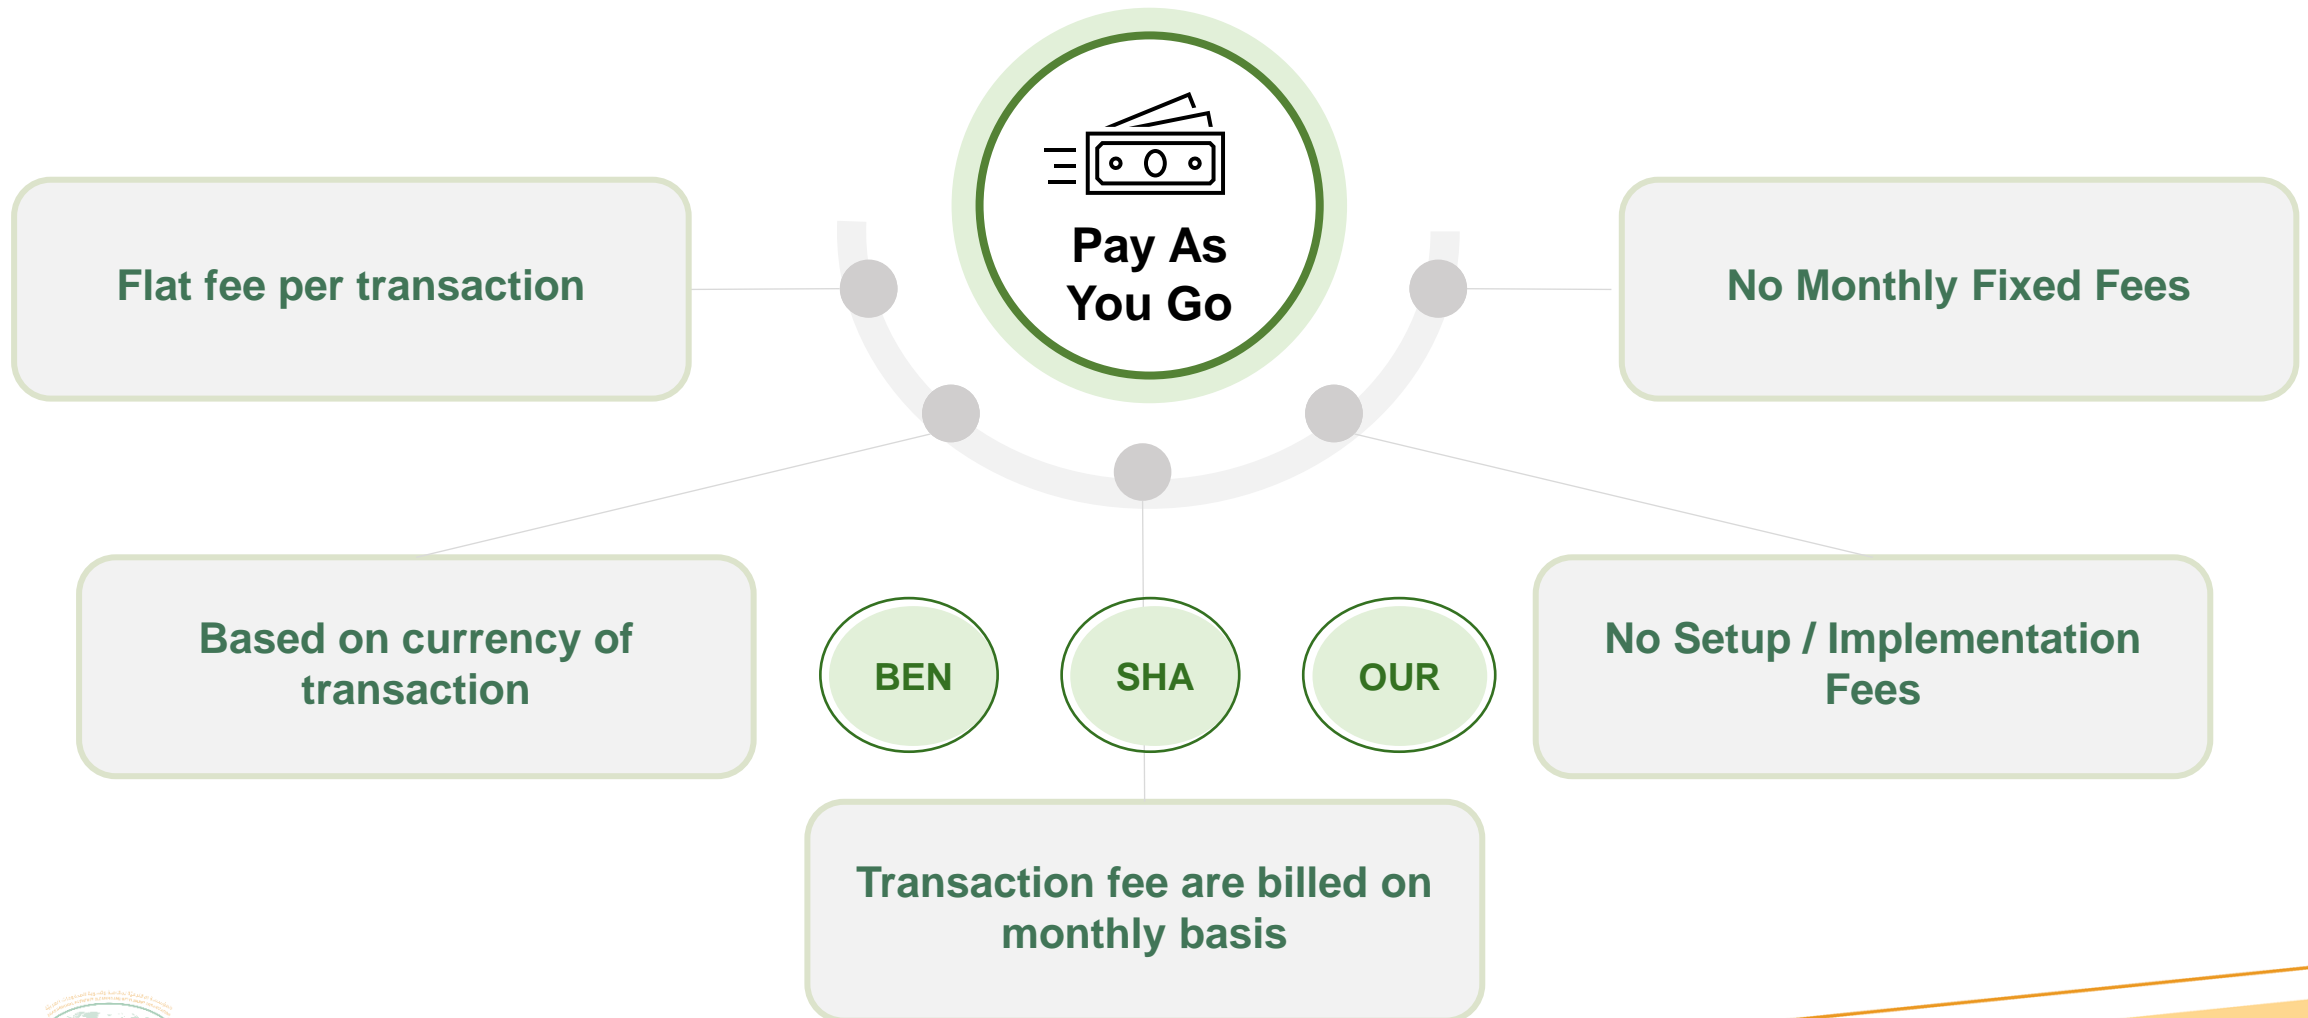 Pay As
You Go
Flat fee per transaction
No Monthly Fixed Fees
Based on currency of
transaction
BEN
SHA
OUR
No Setup / Implementation
Fees
Transaction fee are billed on
monthly basis